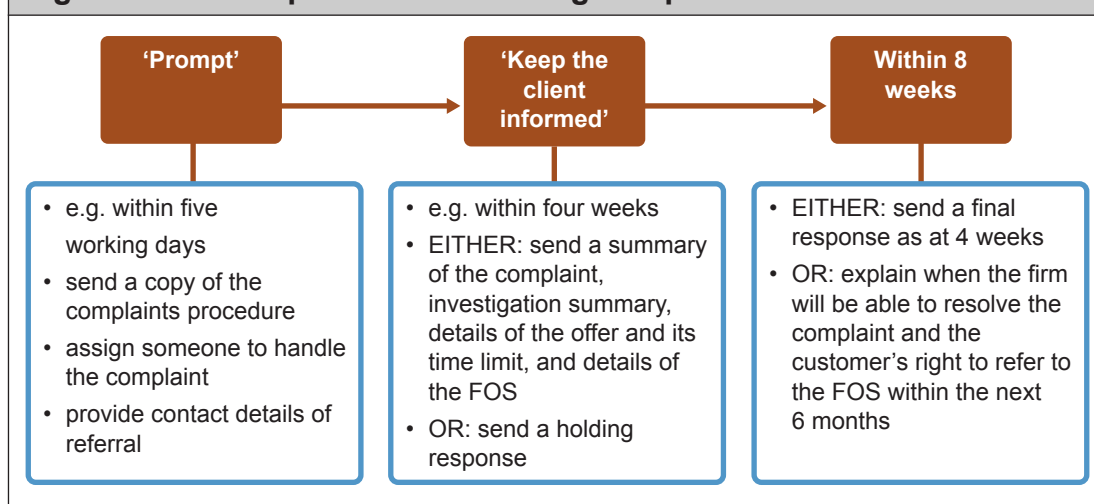 ‘Prompt’
‘Keep the
client
informed’
Within 8
weeks
• e.g. within five
working days
• send a copy of the
complaints procedure
• assign someone to handle
the complaint
• provide contact details of
referral
• e.g. within four weeks
• EITHER: send a summary
of the complaint,
investigation summary,
details of the offer and its
time limit, and details of
the FOS
• OR: send a holding
response
• EITHER: send a final
response as at 4 weeks
• OR: explain when the firm
will be able to resolve the
complaint and the
customer’s right to refer to
the FOS within the next
6 months